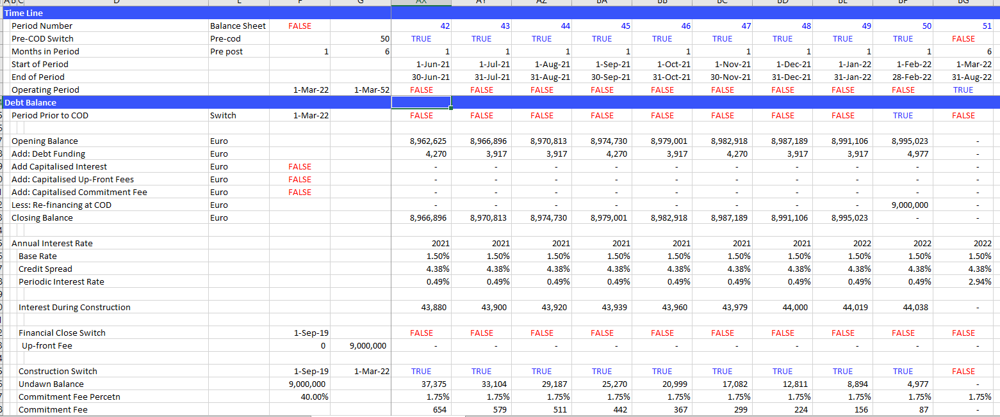 A B C D E F G AX AY AZ BA BB BC BD BE BF BG
Time Line
Period Number Balance Sheet FALSE 42 43 44 45 46 47 48 49 50 51
Pre-COD Switch Pre-cod 50 TRUE TRUE TRUE TRUE TRUE TRUE TRUE TRUE TRUE FALSE
Months in Period Pre post 1 6 1 1 1 1 1 1 1 1 1 6
Start of Period 1-Jun-21 1-Jul-21 1-Aug-21 1-Sep-21 1-Oct-21 1-Nov-21 1-Dec-21 1-Jan-22 1-Feb-22 1-Mar-22
End of Period 30-Jun-21 31-Jul-21 31-Aug-21 30-Sep-21 31-Oct-21 30-Nov-21 31-Dec-21 31-Jan-22 28-Feb-22 31-Aug-22
Operating Period 1-Mar-22 1-Mar-52 FALSE FALSE FALSE FALSE FALSE FALSE FALSE FALSE FALSE TRUE
Debt Balance
Period Prior to COD Switch 1-Mar-22 FALSE FALSE FALSE FALSE FALSE FALSE FALSE FALSE TRUE FALSE
Opening Balance Euro 8,962,625 8,966,896 8,970,813 8,974,730 8,979,001 8,982,918 8,987,189 8,991,106 8,995,023 -
Add: Debt Funding Euro 4,270 3,917 3,917 4,270 3,917 4,270 3,917 3,917 4,977 -
Add Capitalised Interest Euro FALSE - - - - - - - - - -
Add: Capitalised Up-Front Fees Euro FALSE - - - - - - - - - -
Add: Capitalised Commitment Fee Euro FALSE - - - - - - - - - -
Less: Re-financing at COD Euro - - - - - - - - 9,000,000 -
Closing Balance Euro 8,966,896 8,970,813 8,974,730 8,979,001 8,982,918 8,987,189 8,991,106 8,995,023 - -
Annual Interest Rate 2021 2021 2021 2021 2021 2021 2021 2022 2022 2022
Base Rate 1.50% 1.50% 1.50% 1.50% 1.50% 1.50% 1.50% 1.50% 1.50% 1.50%
Credit Spread 4.38% 4.38% 4.38% 4.38% 4.38% 4.38% 4.38% 4.38% 4.38% 4.38%
Periodic Interest Rate 0.49% 0.49% 0.49% 0.49% 0.49% 0.49% 0.49% 0.49% 0.49% 2.94%
Interest During Construction 43,880 43,900 43,920 43,939 43,960 43,979 44,000 44,019 44,038 -
Financial Close Switch 1-Sep-19 FALSE FALSE FALSE FALSE FALSE FALSE FALSE FALSE FALSE FALSE
Up-front Fee 0 9,000,000 - - - - - - - - - -
Construction Switch 1-Sep-19 1-Mar-22 TRUE TRUE TRUE TRUE TRUE TRUE TRUE TRUE TRUE FALSE
Undawn Balance 9,000,000 37,375 33,104 29,187 25,270 20,999 17,082 12,811 8,894 4,977 -
Commitment Fee Percetn 40.00% 1.75% 1.75% 1.75% 1.75% 1.75% 1.75% 1.75% 1.75% 1.75% 1.75%
Commitment Fee 654 579 511 442 367 299 224 156 87 -